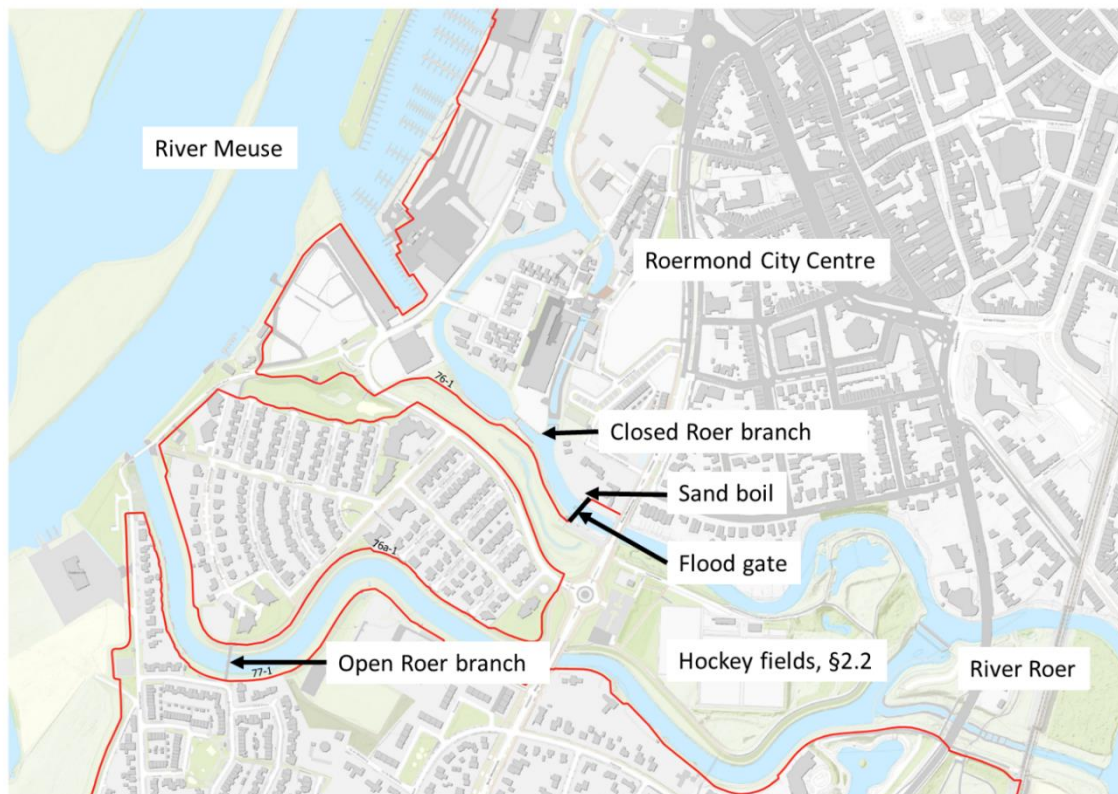 River Meuse
Roermond City Centre
76-1
Closed Roer branch
Sand boil
Flood gate
76a-1
Open Roer branch
77-1
Hockey fields, §2.2
River Roer